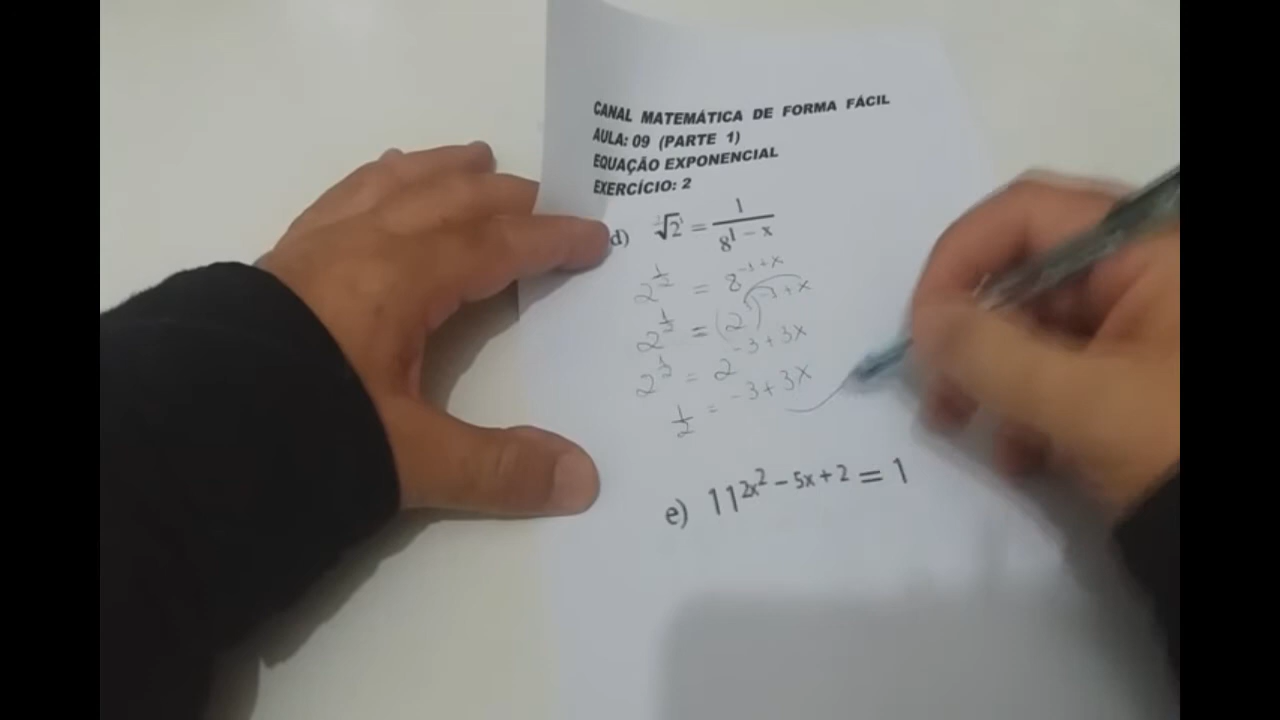 CANAL MATEMÁTICA DE FORMA FÁCIL
AULA: 09 (PARTE 1)
EQUAÇÃO EXPONENCIAL
EXERCÍCIO: 2
d) √2 = 1/8^(1 – x)
2^(1/2) = 8^(-1+x)
2^(1/2) = (2^3)^(-1+x)
2^(1/2) = 2^(-3+3x)
1/2 = -3+3x
e) 11^(2x² – 5x + 2) = 1